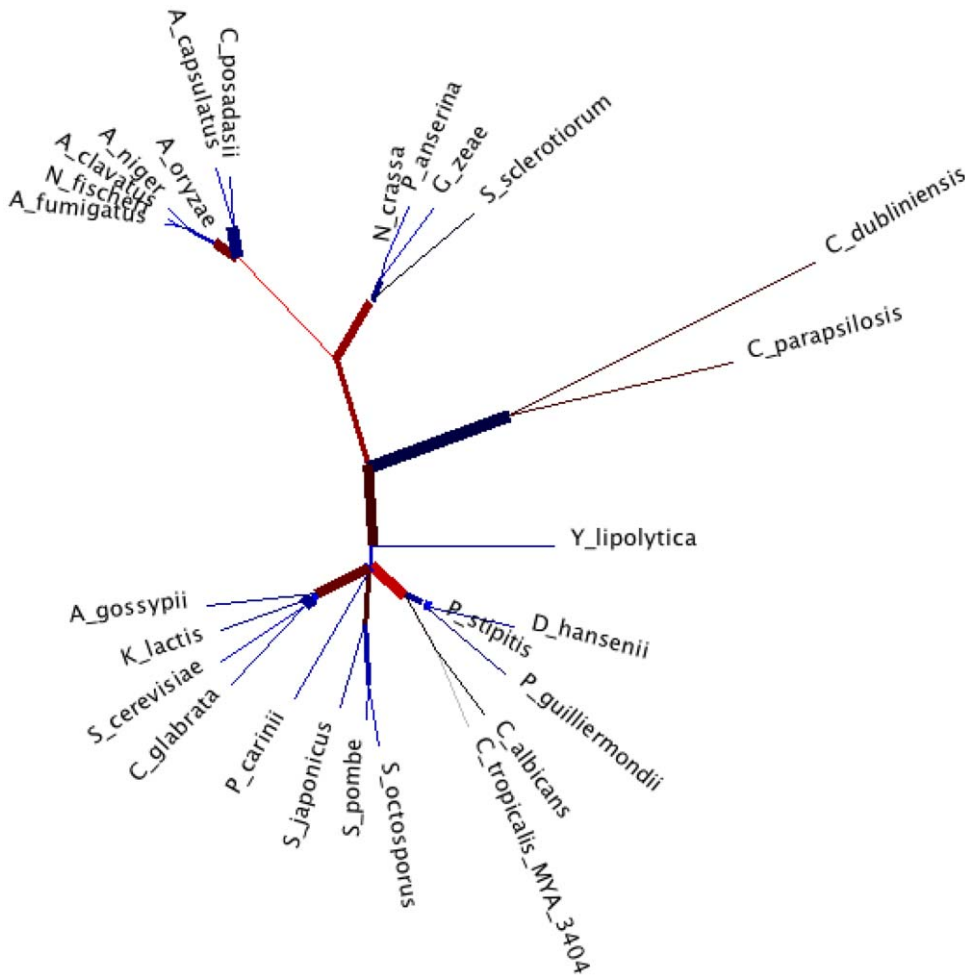 A_capsulatus
C_posadasii
A_oryzae
A_niger
A_clavatus
N_fischeri
A_fumigatus
N_crassa
P_anserina
G_zeae
S_sclerotiorum
C_dubliniensis
C_parapsilosis
Y_lipolytica
A_gossypii
K_lactis
S_cerevisiae
C_glabrata
P_carinii
S_japonicus
S_pombe
S_octosporus
C_tropicalis_MYA_3404
C_albicans
P_guilliermondii
P_stipitis
D_hansenii